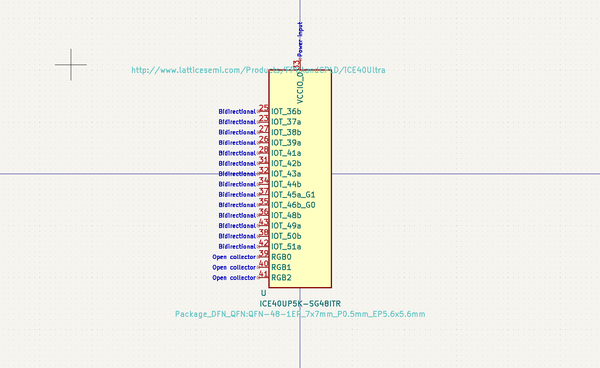 Power input
33
http://www.latticesemi.com/Products/FPGAandCPLD/iCE40Ultra
VCCIO_0
Bidirectional 25 IOT_36b
Bidirectional 23 IOT_37a
Bidirectional 27 IOT_38b
Bidirectional 26 IOT_39a
Bidirectional 28 IOT_41a
Bidirectional 31 IOT_42b
Bidirectional 32 IOT_43a
Bidirectional 34 IOT_44b
Bidirectional 37 IOT_45a_G1
Bidirectional 35 IOT_46b_G0
Bidirectional 36 IOT_48b
Bidirectional 43 IOT_49a
Bidirectional 38 IOT_50b
Bidirectional 42 IOT_51a
Open collector 39 RGB0
Open collector 40 RGB1
Open collector 41 RGB2
U
ICE40UP5K-SG48ITR
Package_DFN_QFN:QFN-48-1EP_7x7mm_P0.5mm_EP5.6x5.6mm